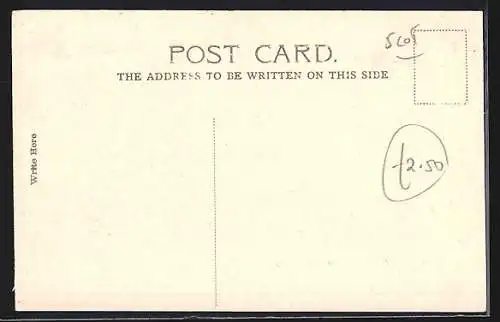 POST CARD.
THE ADDRESS TO BE WRITTEN ON THIS SIDE
Write Here
£2.50